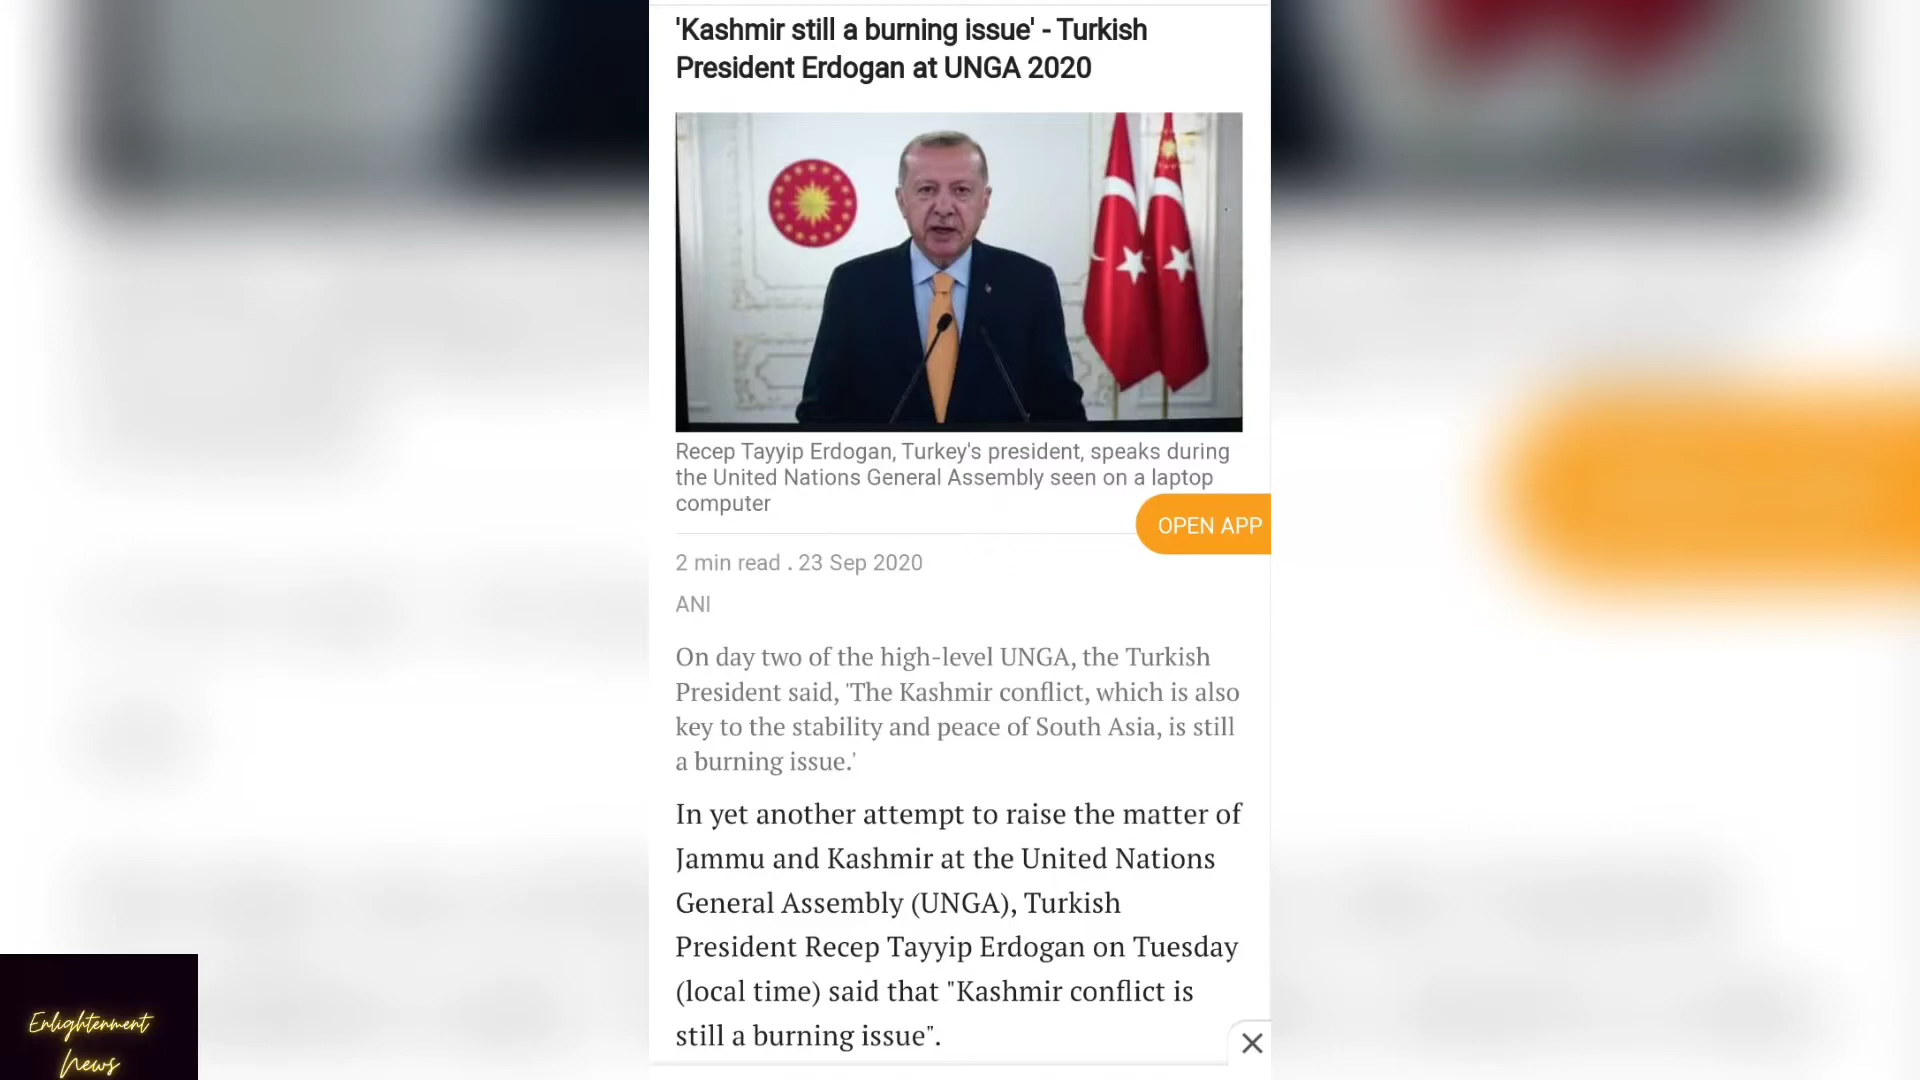 'Kashmir still a burning issue' - Turkish
President Erdogan at UNGA 2020
Recep Tayyip Erdogan, Turkey's president, speaks during
the United Nations General Assembly seen on a laptop
computer
OPEN APP
2 min read . 23 Sep 2020
ANI
On day two of the high-level UNGA, the Turkish
President said, 'The Kashmir conflict, which is also
key to the stability and peace of South Asia, is still
a burning issue.'
In yet another attempt to raise the matter of
Jammu and Kashmir at the United Nations
General Assembly (UNGA), Turkish
President Recep Tayyip Erdogan on Tuesday
(local time) said that "Kashmir conflict is
still a burning issue".
Enlightenment
News